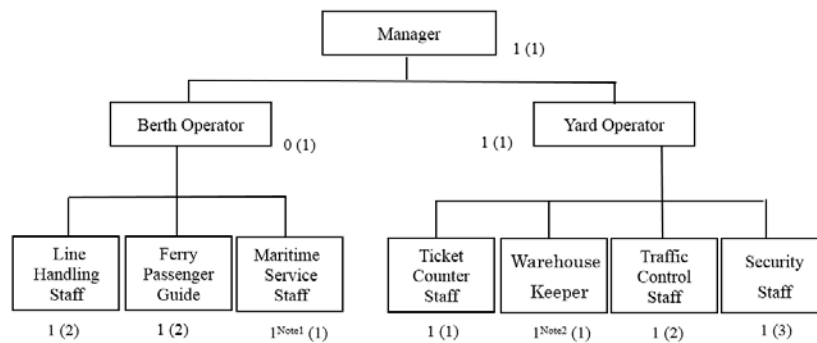 Manager
1 (1)
Berth Operator
0 (1)
Yard Operator
1 (1)
Line
Handling
Staff
1 (2)
Ferry
Passenger
Guide
1 (2)
Maritime
Service
Staff
1Note1 (1)
Ticket
Counter
Staff
1 (1)
Warehouse
Keeper
1Note2 (1)
Traffic
Control
Staff
1 (2)
Security
Staff
1 (3)